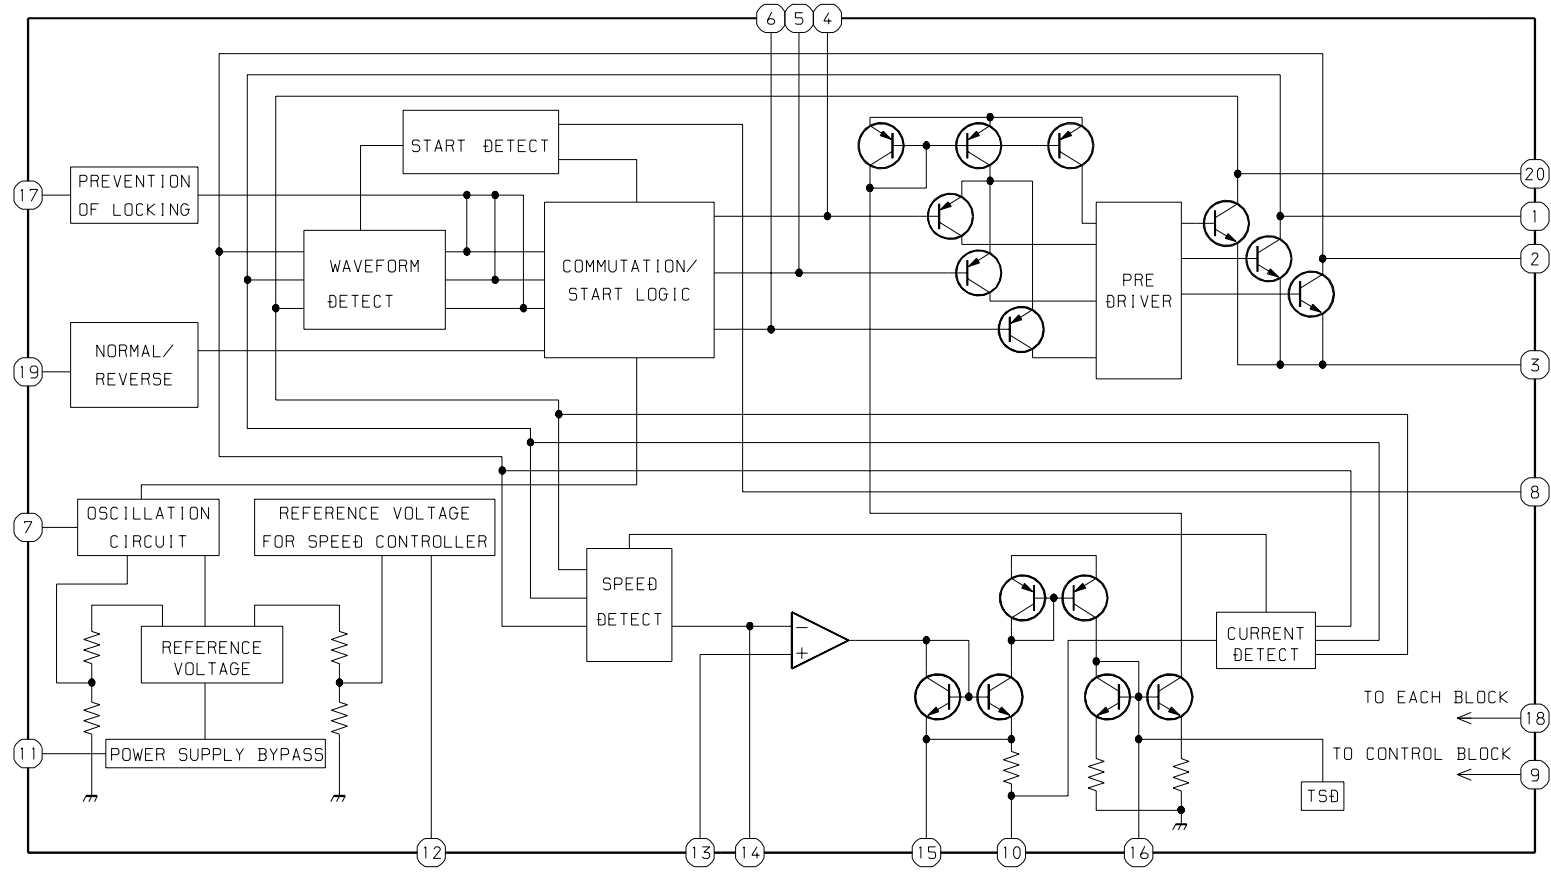 6 5 4
START DETECT
17
PREVENTION
OF LOCKING
20
1
2
WAVEFORM
DETECT
COMMUTATION/
START LOGIC
PRE
DRIVER
19
NORMAL/
REVERSE
3
8
7
OSCILLATION
CIRCUIT
REFERENCE VOLTAGE
FOR SPEED CONTROLLER
SPEED
DETECT
−
+
CURRENT
DETECT
REFERENCE
VOLTAGE
TO EACH BLOCK
18
11
POWER SUPPLY BYPASS
TO CONTROL BLOCK
9
TSD
12
13
14
15
10
16